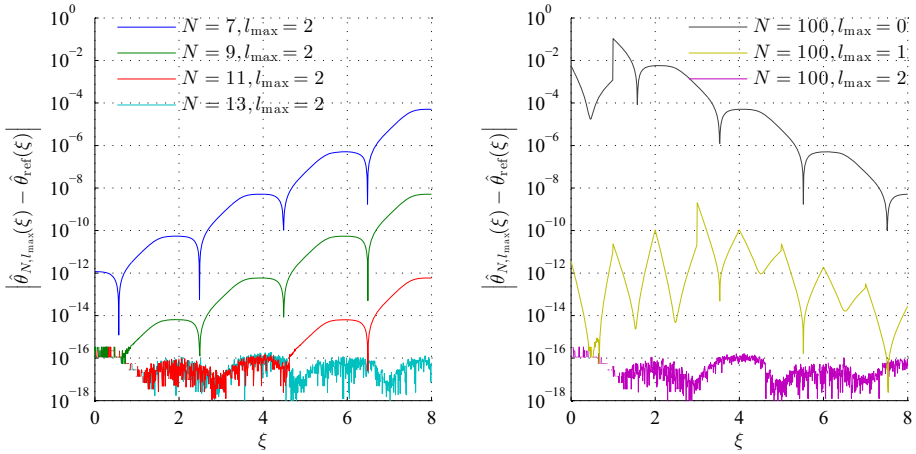 10^0
10^−2
10^−4
10^−6
10^−8
10^−10
10^−12
10^−14
10^−16
10^−18
|θ̂_{N,l_max}(ξ) − θ̂_ref(ξ)|
N = 7, l_max = 2
N = 9, l_max = 2
N = 11, l_max = 2
N = 13, l_max = 2
0 2 4 6 8
ξ
10^0
10^−2
10^−4
10^−6
10^−8
10^−10
10^−12
10^−14
10^−16
10^−18
|θ̂_{N,l_max}(ξ) − θ̂_ref(ξ)|
N = 100, l_max = 0
N = 100, l_max = 1
N = 100, l_max = 2
0 2 4 6 8
ξ